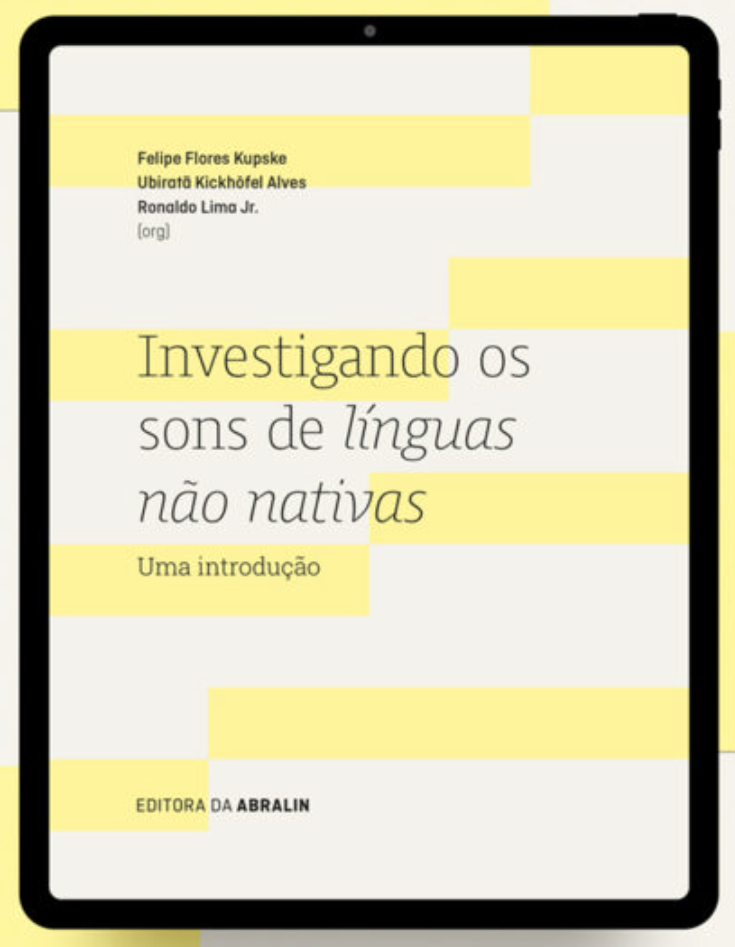 Felipe Flores Kupske
Ubiratã Kickhöfel Alves
Ronaldo Lima Jr.
(org)
Investigando os
sons de línguas
não nativas
Uma introdução
EDITORA DA ABRALIN